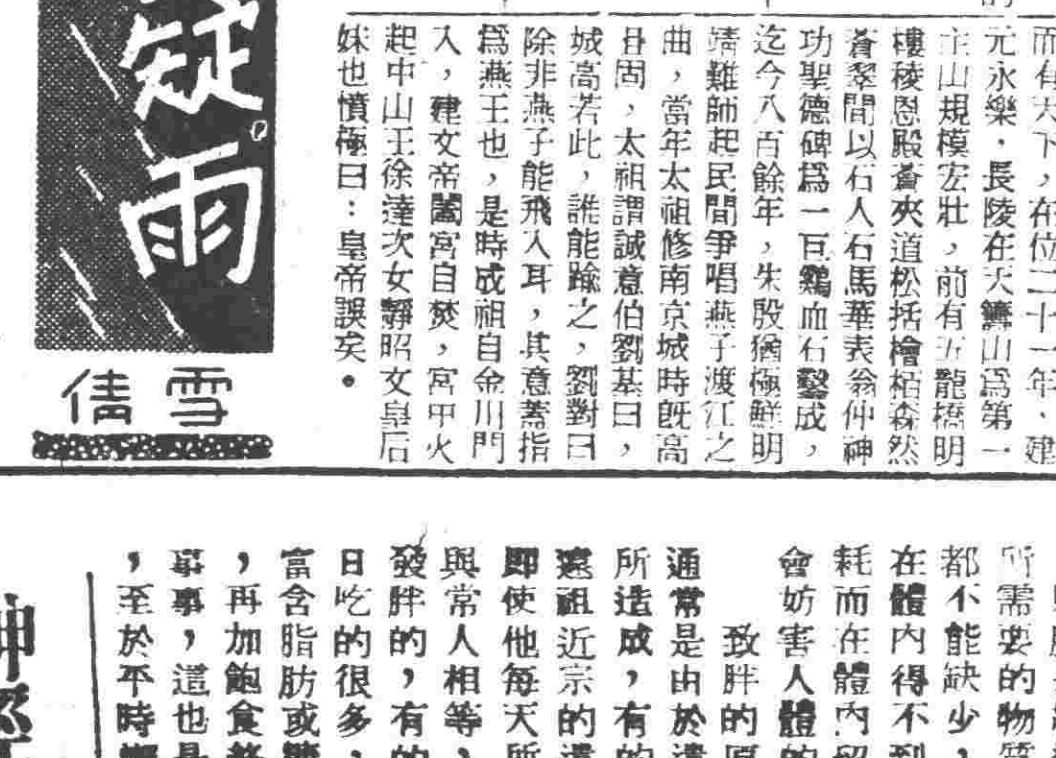 而有天下，在位二十一年、建
元永樂，長陵在天壽山爲第一
主山規模宏壯，前有五龍橋明
樓稜恩殿蒼夾道松括檜栢森然
蒼翠間以石人石馬華表翁仲神
功聖德碑爲一巨鷄血石鑿成，
迄今八百餘年，朱殷猶極鮮明
靖難師起民間爭唱燕子渡江之
曲，當年太祖修南京城時旣高
且固，太祖謂誠意伯劉基曰，
城高若此，誰能踰之，劉對曰
除非燕子能飛入耳，其意蓋指
爲燕王也，是時成祖自金川門
入，建文帝闔宮自焚，宮中火
起中山王徐達次女靜昭文皇后
妹也憤極曰：皇帝誤矣。
疑雨
雪倩
所需要的物質
都不能缺少，
在體內得不到
耗而在體內留
會妨害人體的
致胖的原
通常是由於遺
所造成，有的
遠祖近宗的遺
即使他每天所
與常人相等，
發胖的，有的
日吃的很多，
富含脂肪或糖
，再加飽食終
事事，這也是
，至於平時